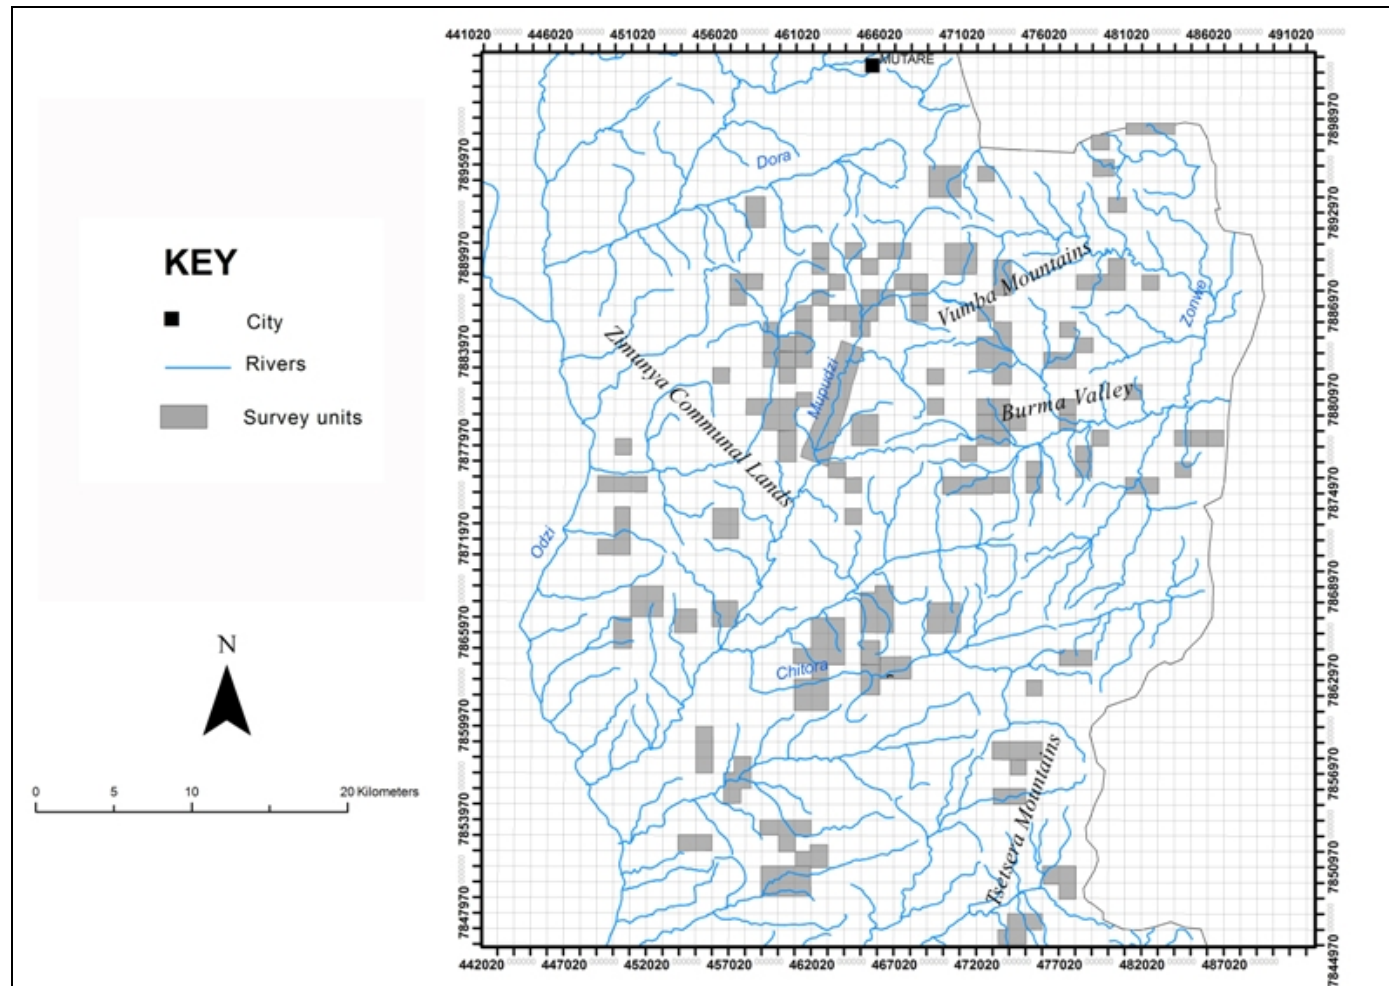 441020 446020 451020 456020 461020 466020 471020 476020 481020 486020 491020
MUTARE
7898970
7895970
Dora
7892970
7889970
Vumba Mountains
KEY
7886970
Zonwe
City
Zimunya Communal Lands
7883970
Rivers
Mupudzi
7880970
Burma Valley
Survey units
7877970
7874970
7871970
Odzi
7868970
7865970
N
Chitora
7862970
7859970
7856970
Tsetsera Mountains
0 5 10 20 Kilometers
7853970
7850970
7847970
7844970
442020 447020 452020 457020 462020 467020 472020 477020 482020 487020